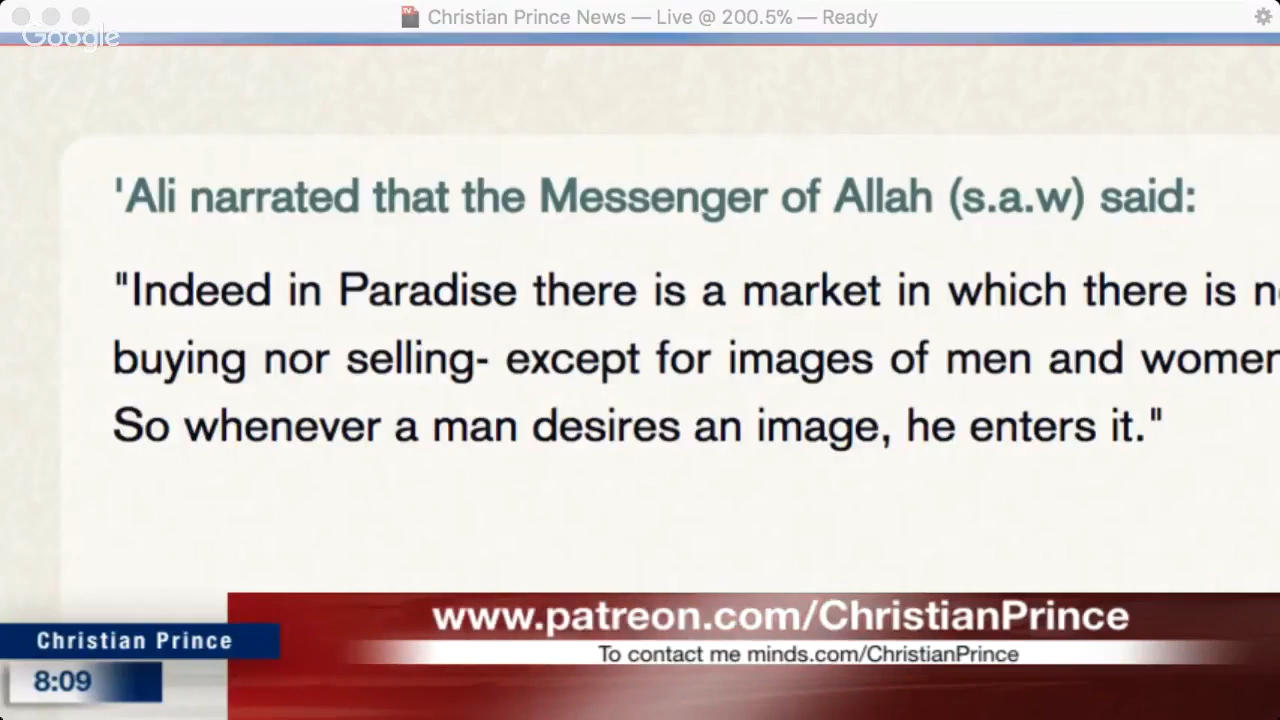 Christian Prince News — Live @ 200.5% — Ready
Google
'Ali narrated that the Messenger of Allah (s.a.w) said:
"Indeed in Paradise there is a market in which there is
buying nor selling- except for images of men and women
So whenever a man desires an image, he enters it."
www.patreon.com/ChristianPrince
Christian Prince
To contact me minds.com/ChristianPrince
8:09